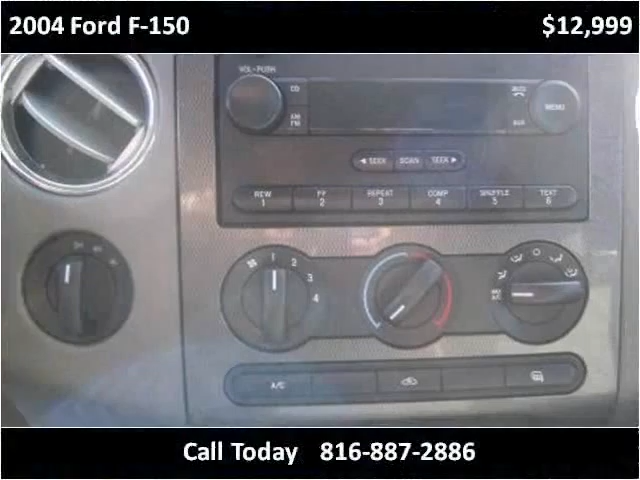 2004 Ford F-150 $12,999
VOL-PUSH
CD
AM FM
AUX
MENU
◄ SEEK SCAN SEEK ►
REW FF REPEAT COMP SHUFFLE TEXT
1 2 3 4 5 6
1 2 3 4
A/C
Call Today 816-887-2886